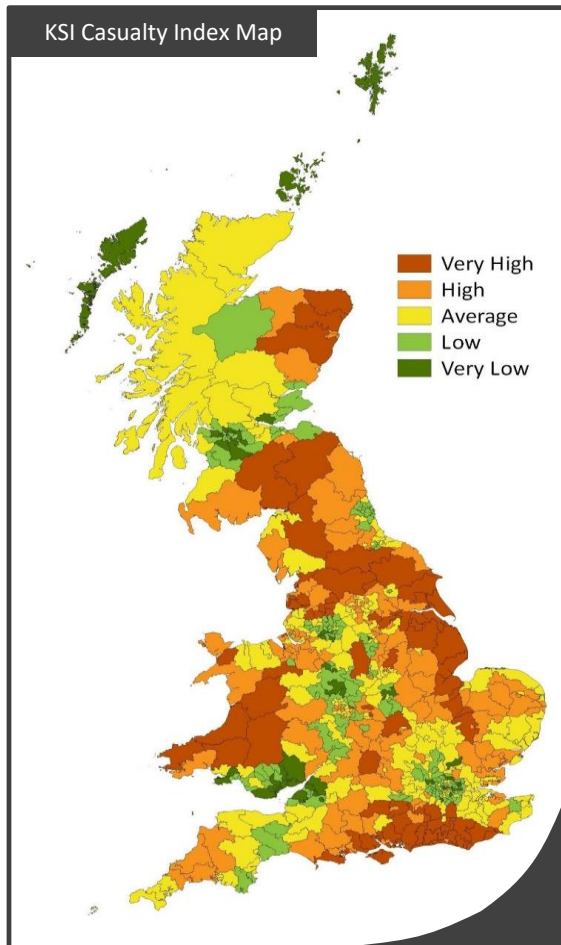 KSI Casualty Index Map
Very High
High
Average
Low
Very Low